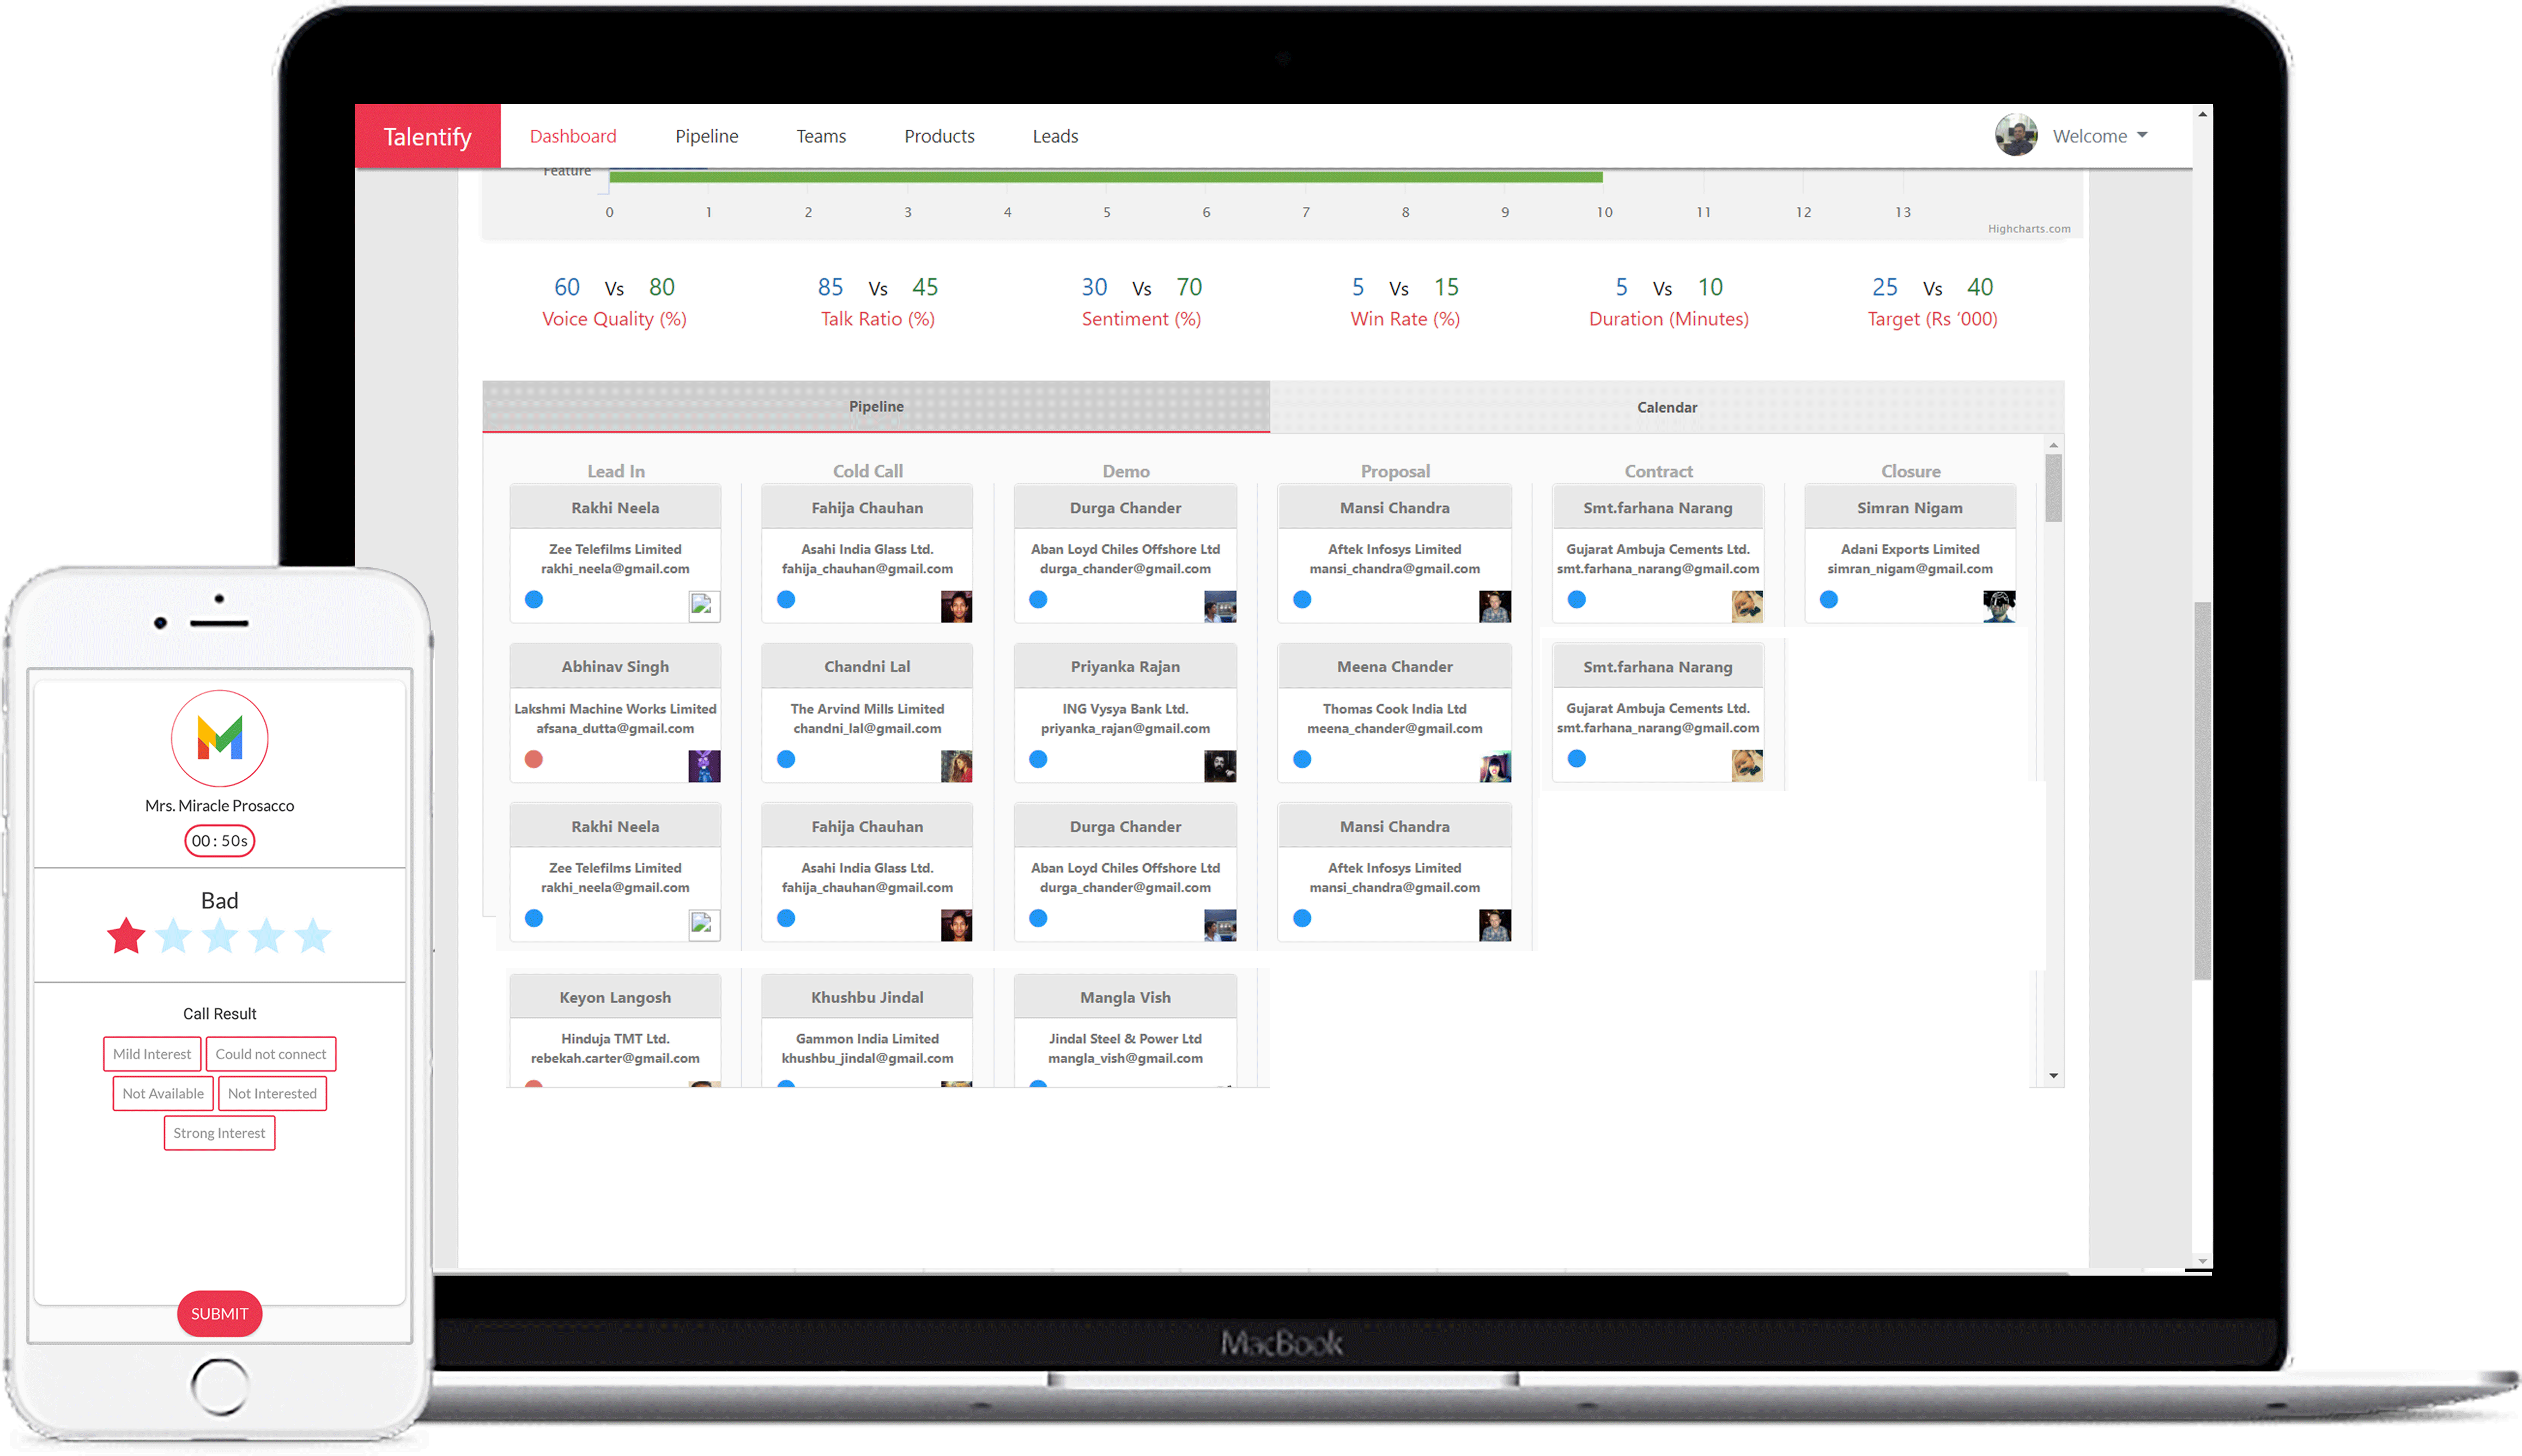 Talentify
Dashboard
Pipeline
Teams
Products
Leads
Welcome
Feature
0 1 2 3 4 5 6 7 8 9 10 11 12 13
Highcharts.com
60 Vs 80
Voice Quality (%)
85 Vs 45
Talk Ratio (%)
30 Vs 70
Sentiment (%)
5 Vs 15
Win Rate (%)
5 Vs 10
Duration (Minutes)
25 Vs 40
Target (Rs '000)
Pipeline
Calendar
Lead In
Rakhi Neela
Zee Telefilms Limited
rakhi_neela@gmail.com
Abhinav Singh
Lakshmi Machine Works Limited
afsana_dutta@gmail.com
Rakhi Neela
Zee Telefilms Limited
rakhi_neela@gmail.com
Keyon Langosh
Hinduja TMT Ltd.
rebekah.carter@gmail.com
Cold Call
Fahija Chauhan
Asahi India Glass Ltd.
fahija_chauhan@gmail.com
Chandni Lal
The Arvind Mills Limited
chandni_lal@gmail.com
Fahija Chauhan
Asahi India Glass Ltd.
fahija_chauhan@gmail.com
Khushbu Jindal
Gammon India Limited
khushbu_jindal@gmail.com
Demo
Durga Chander
Aban Loyd Chiles Offshore Ltd
durga_chander@gmail.com
Priyanka Rajan
ING Vysya Bank Ltd.
priyanka_rajan@gmail.com
Durga Chander
Aban Loyd Chiles Offshore Ltd
durga_chander@gmail.com
Mangla Vish
Jindal Steel & Power Ltd
mangla_vish@gmail.com
Proposal
Mansi Chandra
Aftek Infosys Limited
mansi_chandra@gmail.com
Meena Chander
Thomas Cook India Ltd
meena_chander@gmail.com
Mansi Chandra
Aftek Infosys Limited
mansi_chandra@gmail.com
Contract
Smt.farhana Narang
Gujarat Ambuja Cements Ltd.
smt.farhana_narang@gmail.com
Smt.farhana Narang
Gujarat Ambuja Cements Ltd.
smt.farhana_narang@gmail.com
Closure
Simran Nigam
Adani Exports Limited
simran_nigam@gmail.com
MacBook
M
Mrs. Miracle Prosacco
00 : 50s
Bad
Call Result
Mild Interest
Could not connect
Not Available
Not Interested
Strong Interest
SUBMIT